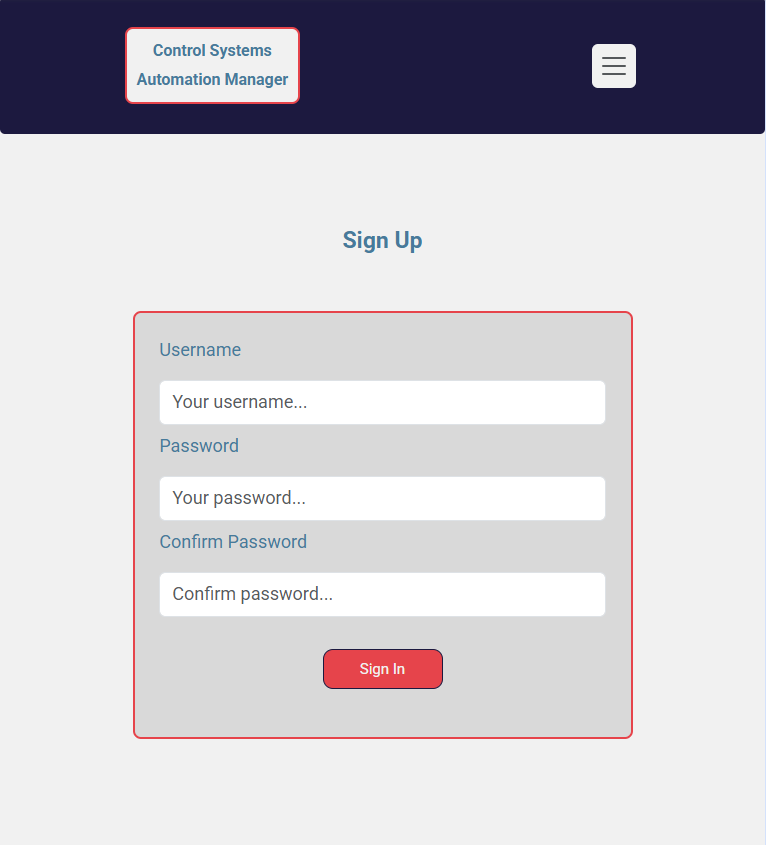 Control Systems
Automation Manager
Sign Up
Username
Your username...
Password
Your password...
Confirm Password
Confirm password...
Sign In